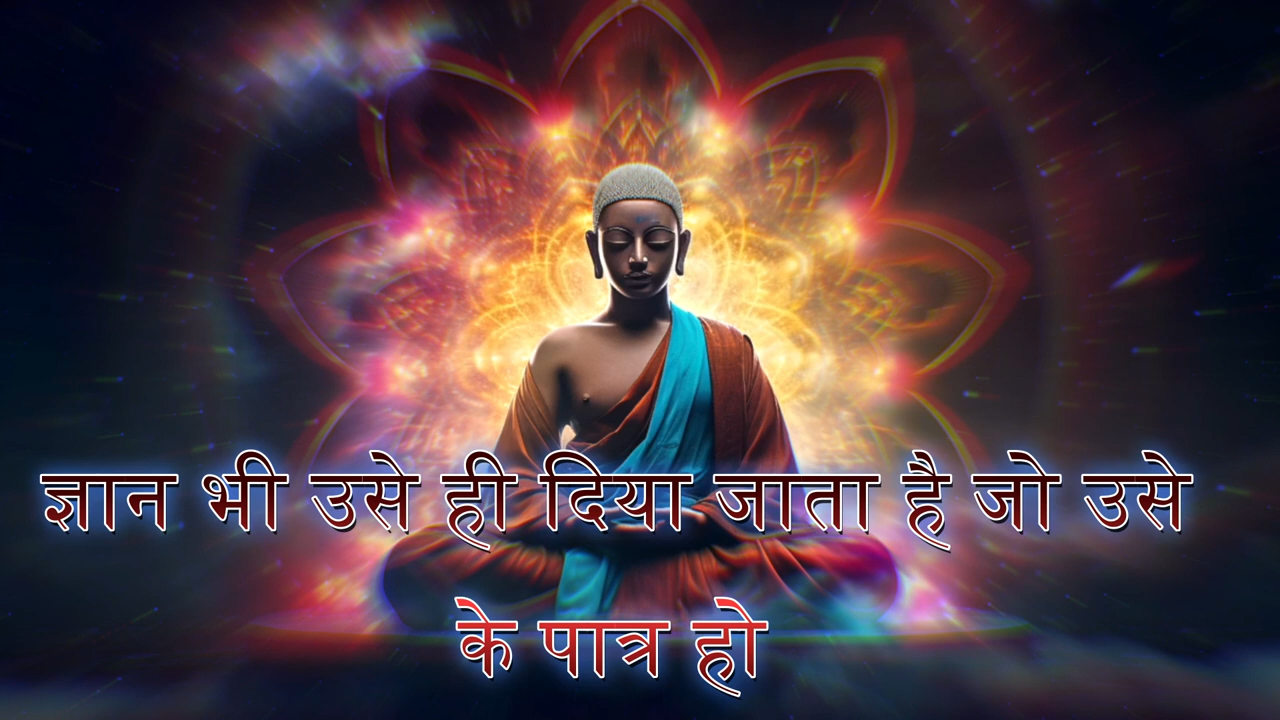 ज्ञान भी उसे ही दिया जाता है जो उसे
के पात्र हो